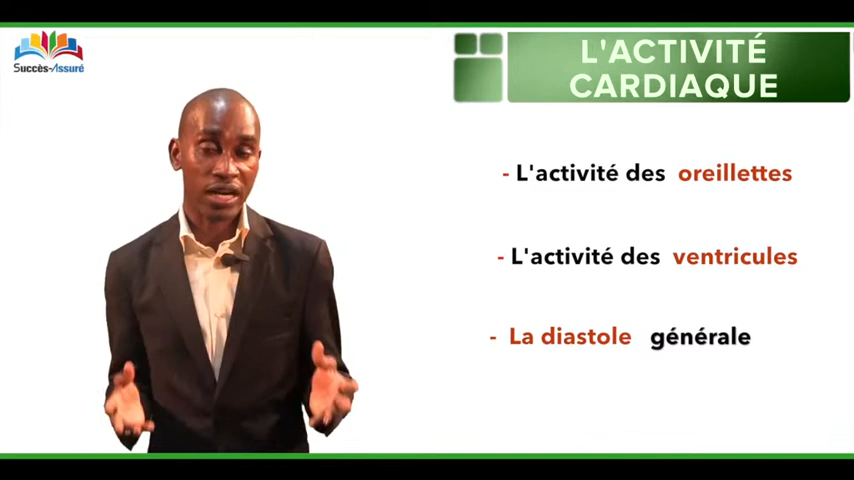 Succès-Assuré
L'ACTIVITÉ
CARDIAQUE
- L'activité des oreillettes
- L'activité des ventricules
- La diastole générale